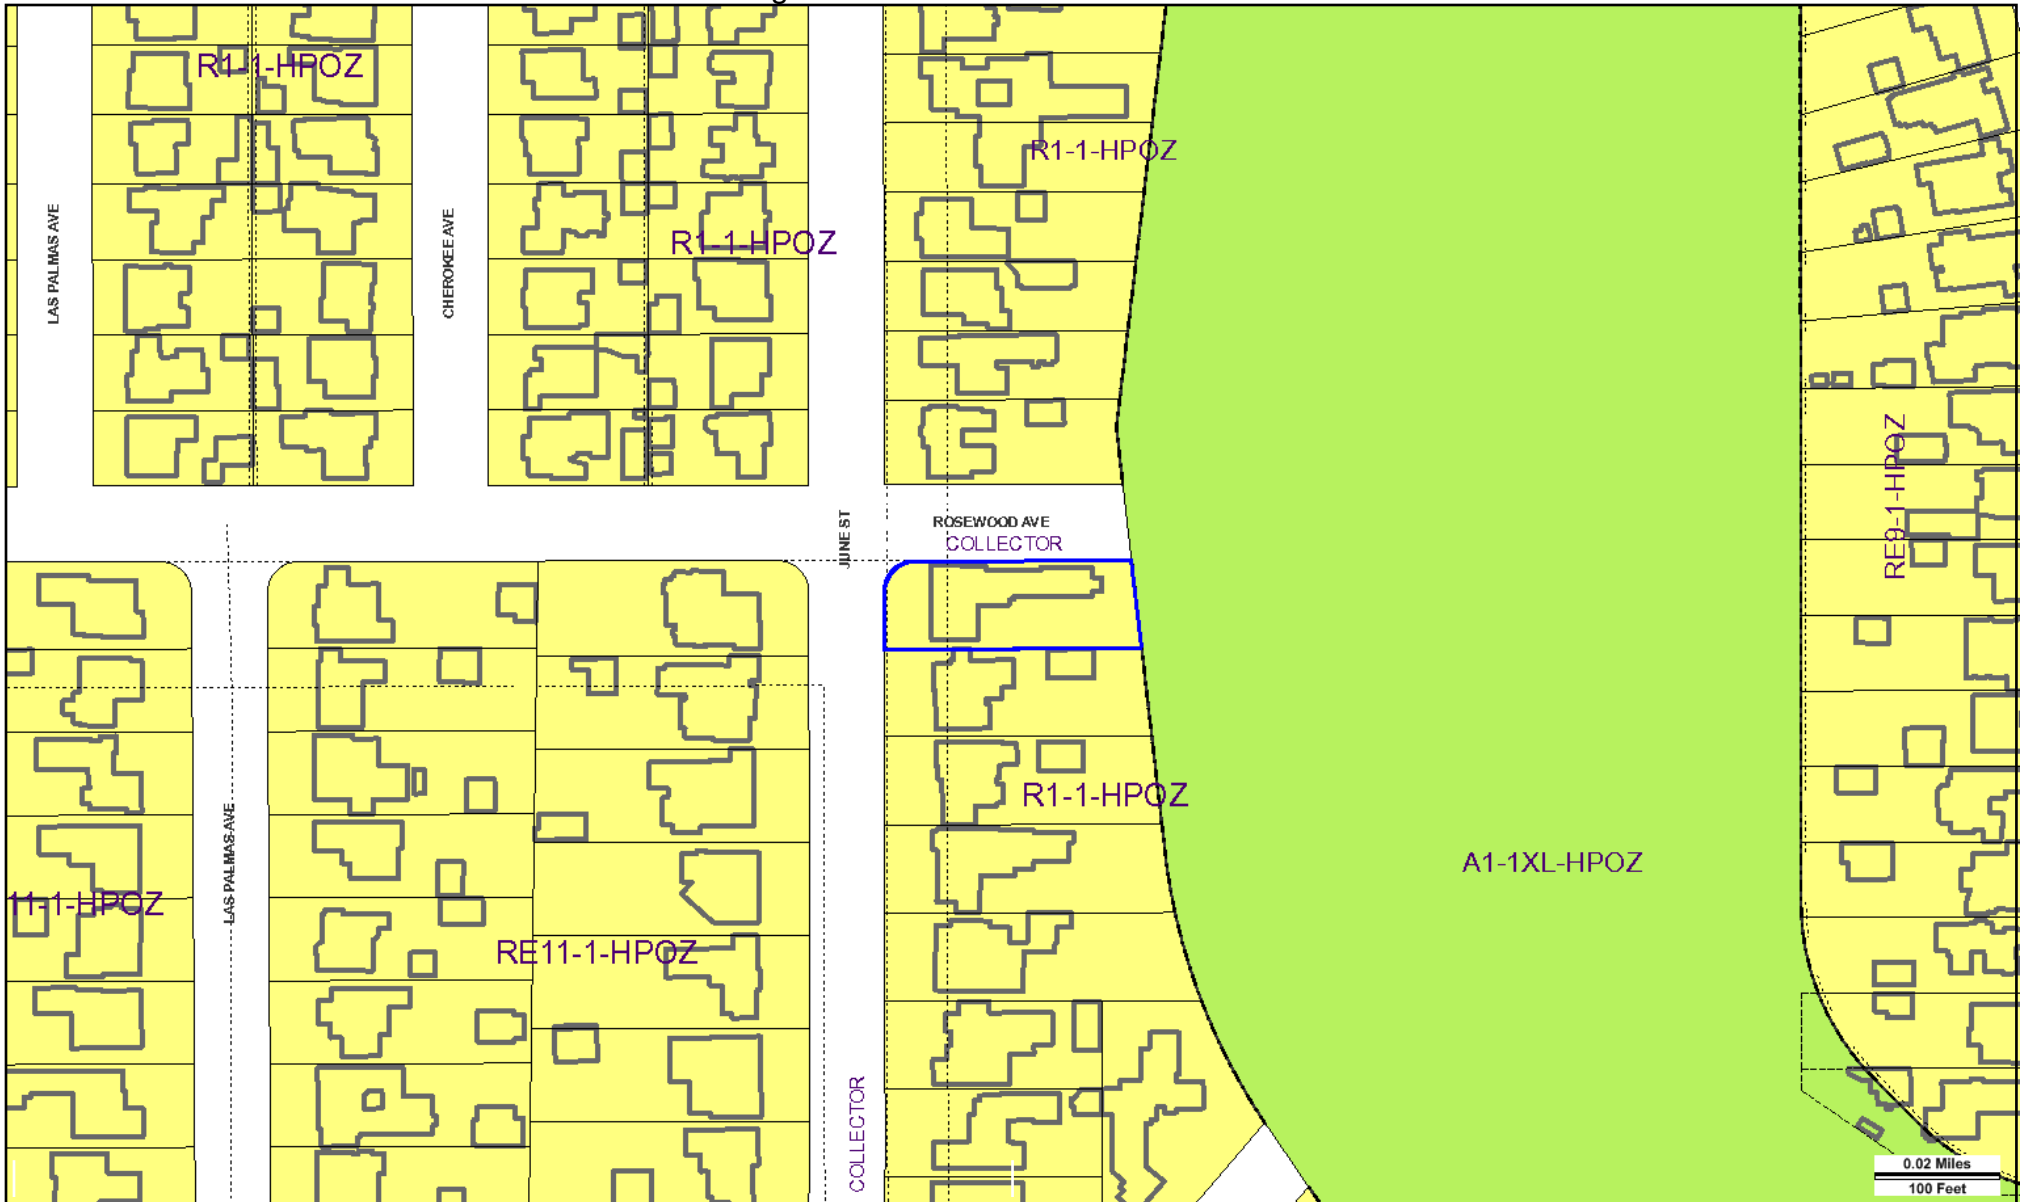 R1-1-HPOZ
R1-1-HPOZ
LAS PALMAS AVE
CHEROKEE AVE
R1-1-HPOZ
RE9-1-HPOZ
JUNE ST
ROSEWOOD AVE
COLLECTOR
R1-1-HPOZ
A1-1XL-HPOZ
LAS PALMAS AVE
11-1-HPOZ
RE11-1-HPOZ
COLLECTOR
0.02 Miles
100 Feet